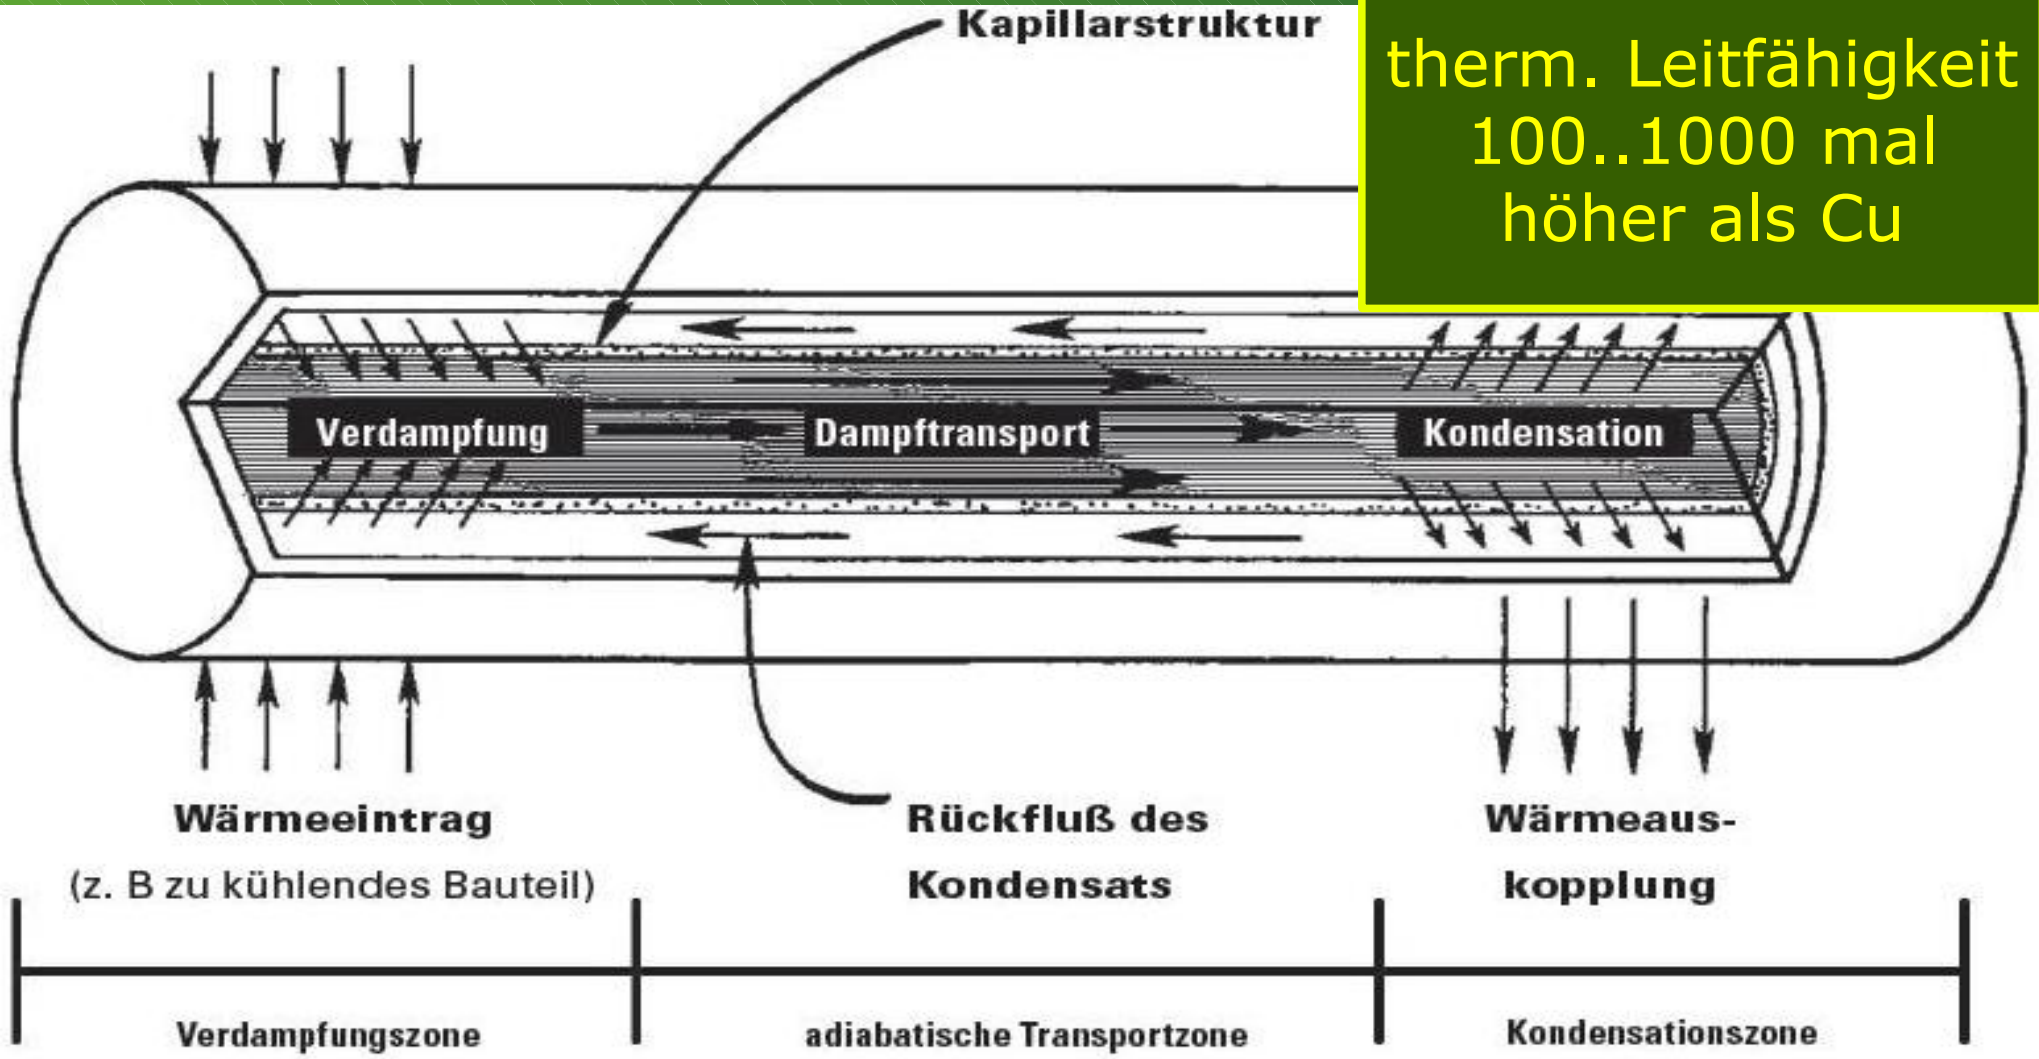 Kapillarstruktur
therm. Leitfähigkeit
100..1000 mal
höher als Cu
Verdampfung
Dampftransport
Kondensation
Wärmeeintrag
(z. B zu kühlendes Bauteil)
Rückfluß des
Kondensats
Wärmeaus-
kopplung
Verdampfungszone
adiabatische Transportzone
Kondensationszone